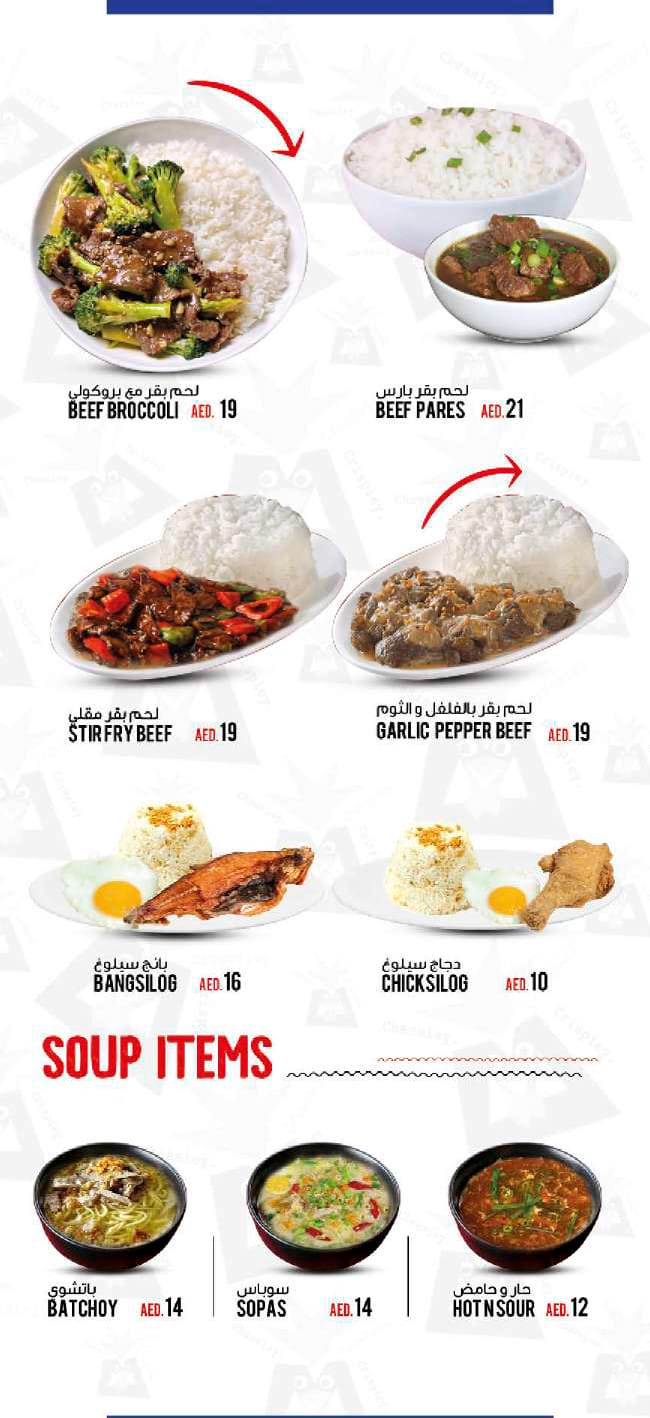 لحم بقر مع بروكولي
BEEF BROCCOLI AED. 19
لحم بقر بارس
BEEF PARES AED. 21
لحم بقر مقلي
STIR FRY BEEF AED. 19
لحم بقر بالفلفل و الثوم
GARLIC PEPPER BEEF AED. 19
بانج سيلوغ
BANGSILOG AED. 16
دجاج سيلوغ
CHICKSILOG AED. 10
SOUP ITEMS
باتشوي
BATCHOY AED. 14
سوباس
SOPAS AED. 14
حار و حامض
HOT N SOUR AED. 12